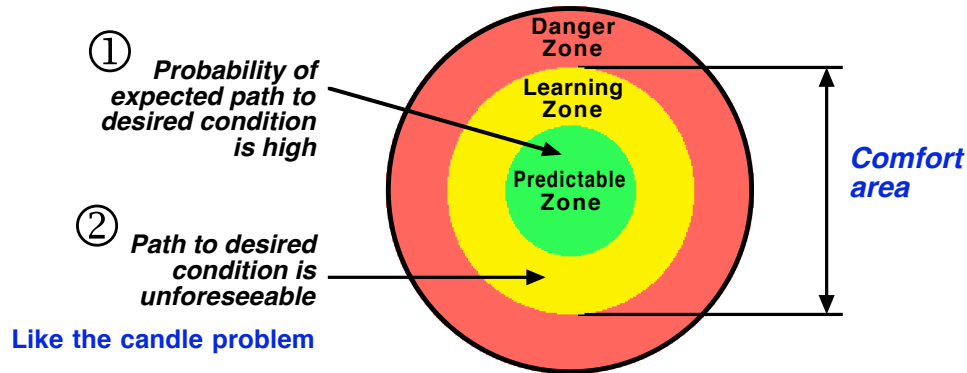 ①
Probability of
expected path to
desired condition
is high
②
Path to desired
condition is
unforeseeable
Like the candle problem
Danger
Zone
Learning
Zone
Predictable
Zone
Comfort
area